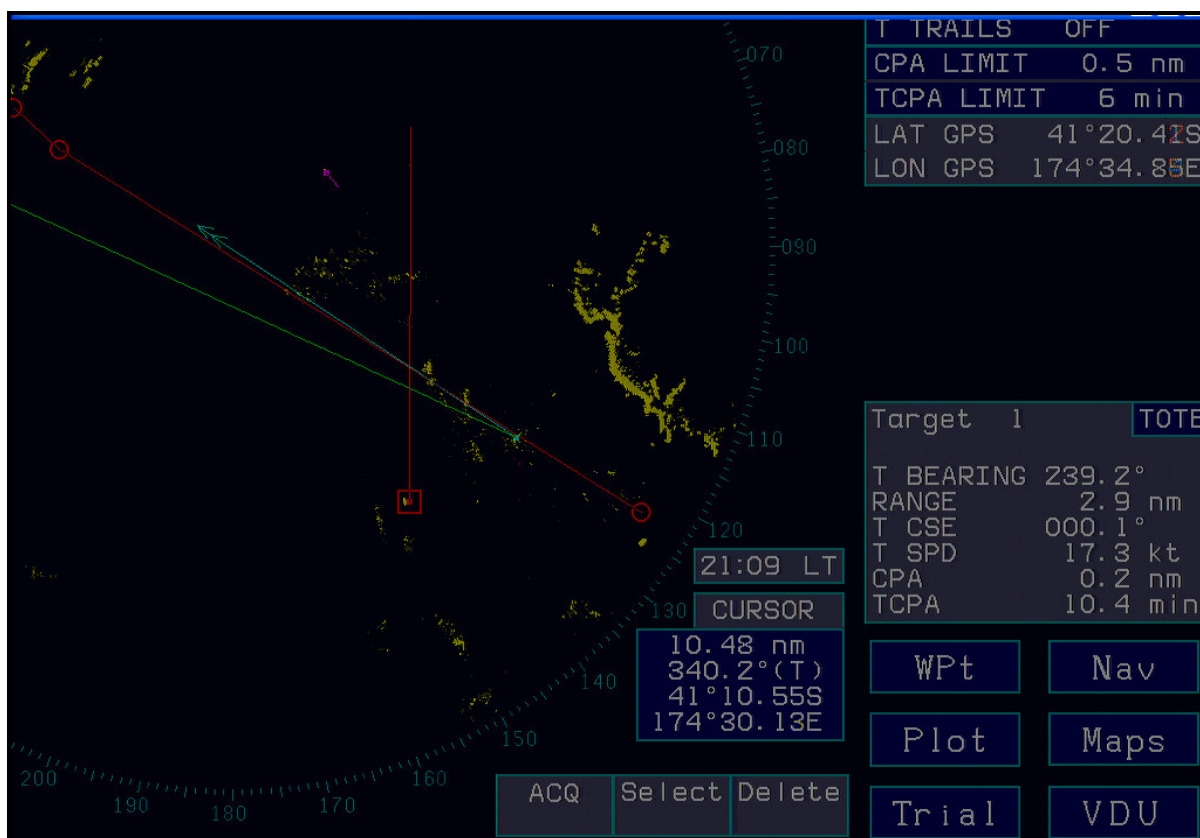 T TRAILS OFF
CPA LIMIT 0.5 nm
TCPA LIMIT 6 min
LAT GPS 41°20.41S
LON GPS 174°34.85E
070
080
090
100
110
120
130
140
150
160
170
180
190
200
Target 1 TOTE
T BEARING 239.2°
RANGE 2.9 nm
T CSE 000.1°
T SPD 17.3 kt
CPA 0.2 nm
TCPA 10.4 min
21:09 LT
CURSOR
10.48 nm
340.2°(T)
41°10.55S
174°30.13E
WPt Nav
Plot Maps
Trial VDU
ACQ Select Delete